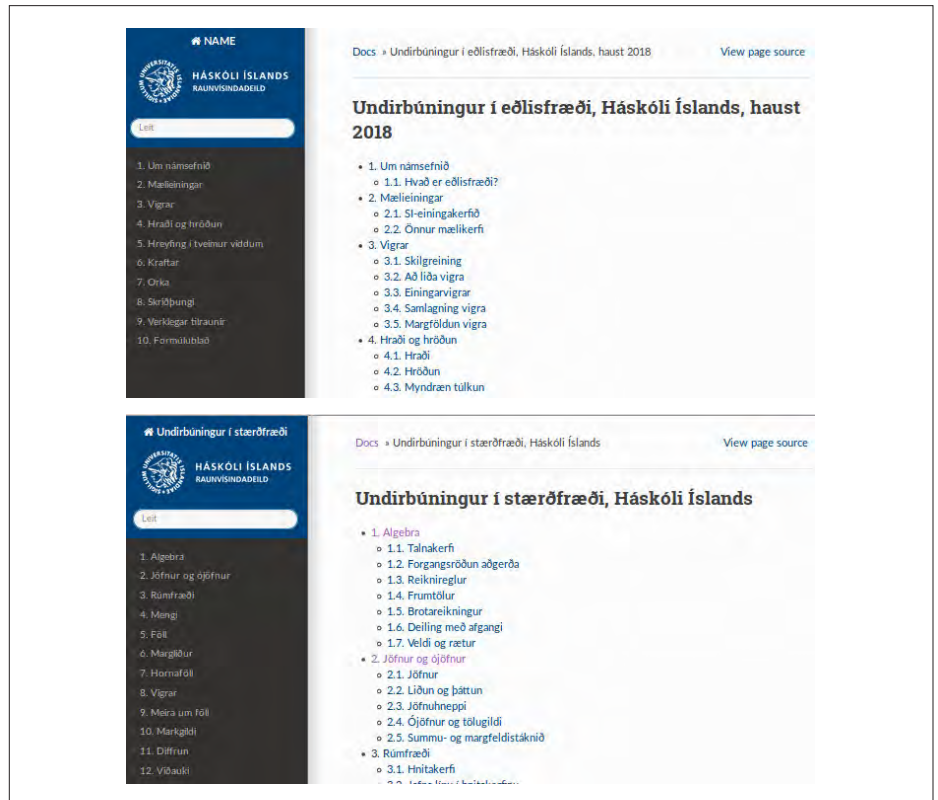 NAME
HÁSKÓLI ÍSLANDS
RAUNVÍSINDADEILD
Leit
1. Um námsefnið
2. Mælieiningar
3. Vigrar
4. Hraði og hröðun
5. Hreyfing í tveimur víddum
6. Kraftar
7. Orka
8. Skriðþungi
9. Verklegar tilraunir
10. Formúlublað
Docs » Undirbúningur í eðlisfræði, Háskóli Íslands, haust 2018 View page source
Undirbúningur í eðlisfræði, Háskóli Íslands, haust
2018
• 1. Um námsefnið
◦ 1.1. Hvað er eðlisfræði?
• 2. Mælieiningar
◦ 2.1. SI-einingakerfið
◦ 2.2. Önnur mælikerfi
• 3. Vigrar
◦ 3.1. Skilgreining
◦ 3.2. Að liða vigra
◦ 3.3. Einingarvigrar
◦ 3.4. Samlagning vigra
◦ 3.5. Margföldun vigra
• 4. Hraði og hröðun
◦ 4.1. Hraði
◦ 4.2. Hröðun
◦ 4.3. Myndræn túlkun
Undirbúningur í stærðfræði
HÁSKÓLI ÍSLANDS
RAUNVÍSINDADEILD
Leit
1. Algebra
2. Jöfnur og ójöfnur
3. Rúmfræði
4. Mengi
5. Föll
6. Margliður
7. Hornaföll
8. Vigrar
9. Meira um föll
10. Markgildi
11. Diffrun
12. Viðauki
Docs » Undirbúningur í stærðfræði, Háskóli Íslands View page source
Undirbúningur í stærðfræði, Háskóli Íslands
• 1. Algebra
◦ 1.1. Talnakerfi
◦ 1.2. Forgangsröðun aðgerða
◦ 1.3. Reiknireglur
◦ 1.4. Frumtölur
◦ 1.5. Brotareikningur
◦ 1.6. Deiling með afgangi
◦ 1.7. Veldi og rætur
• 2. Jöfnur og ójöfnur
◦ 2.1. Jöfnur
◦ 2.2. Liðun og þáttun
◦ 2.3. Jöfnuhneppi
◦ 2.4. Ójöfnur og tölugildi
◦ 2.5. Summu- og margfeldistáknið
• 3. Rúmfræði
◦ 3.1. Hnitakerfi